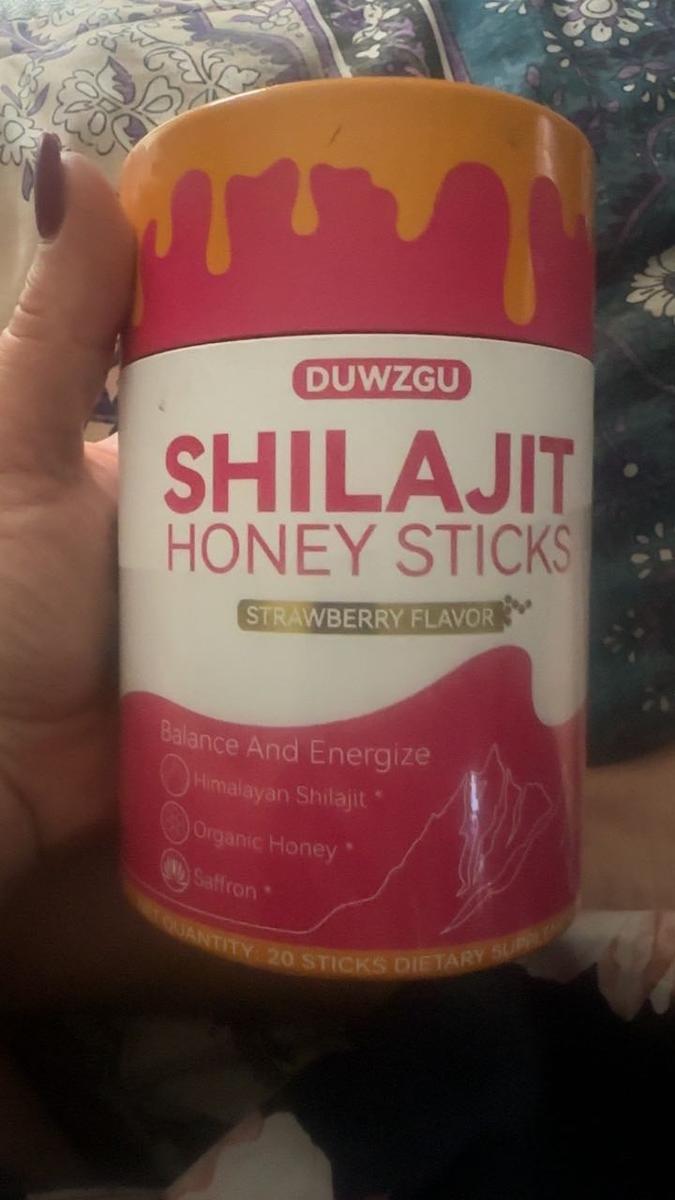 DUWZGU
SHILAJIT
HONEY STICKS
STRAWBERRY FLAVOR
Balance And Energize
Himalayan Shilajit *
Organic Honey *
Saffron *
QUANTITY: 20 STICKS DIETARY